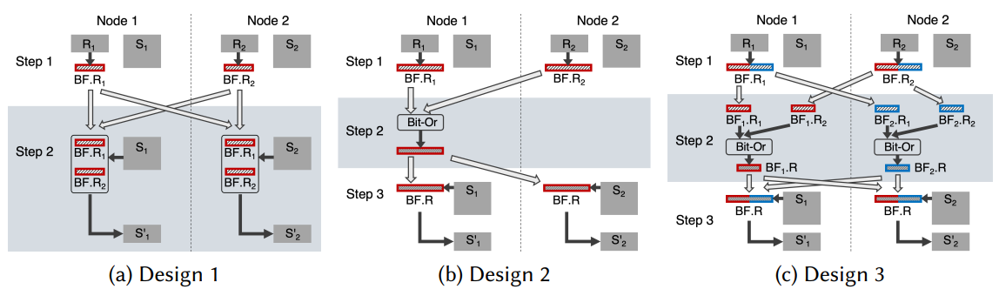 Node 1 Node 2
R1 S1 R2 S2
Step 1
BF.R1 BF.R2
Step 2
BF.R1 S1 BF.R1 S2
BF.R2 BF.R2
S'1 S'2
(a) Design 1
Node 1 Node 2
R1 S1 R2 S2
Step 1
BF.R1 BF.R2
Bit-Or
Step 2
Step 3
S1 S2
BF.R BF.R
S'1 S'2
(b) Design 2
Node 1 Node 2
R1 S1 R2 S2
Step 1
BF.R1 BF.R2
BF1.R1 BF1.R2 BF2.R1 BF2.R2
Step 2
Bit-Or Bit-Or
BF1.R BF2.R
S1 S2
BF.R BF.R
Step 3
S'1 S'2
(c) Design 3